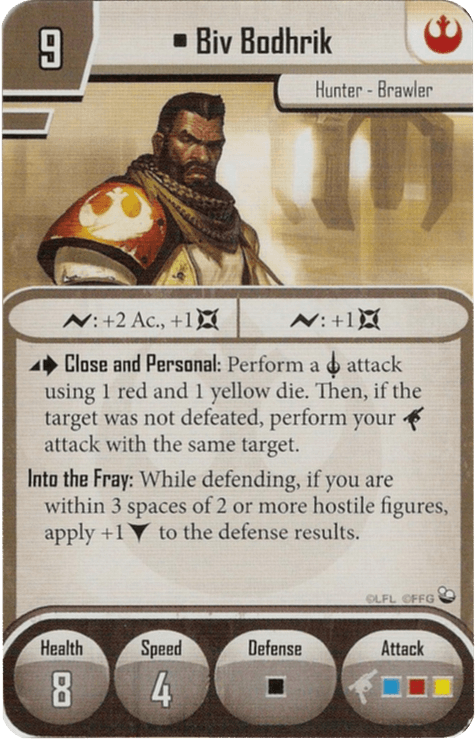 9
Biv Bodhrik
Hunter - Brawler
: +2 Ac., +1
: +1
Close and Personal: Perform a attack
using 1 red and 1 yellow die. Then, if the
target was not defeated, perform your
attack with the same target.
Into the Fray: While defending, if you are
within 3 spaces of 2 or more hostile figures,
apply +1 to the defense results.
©LFL ©FFG
Health Speed Defense Attack
8 4